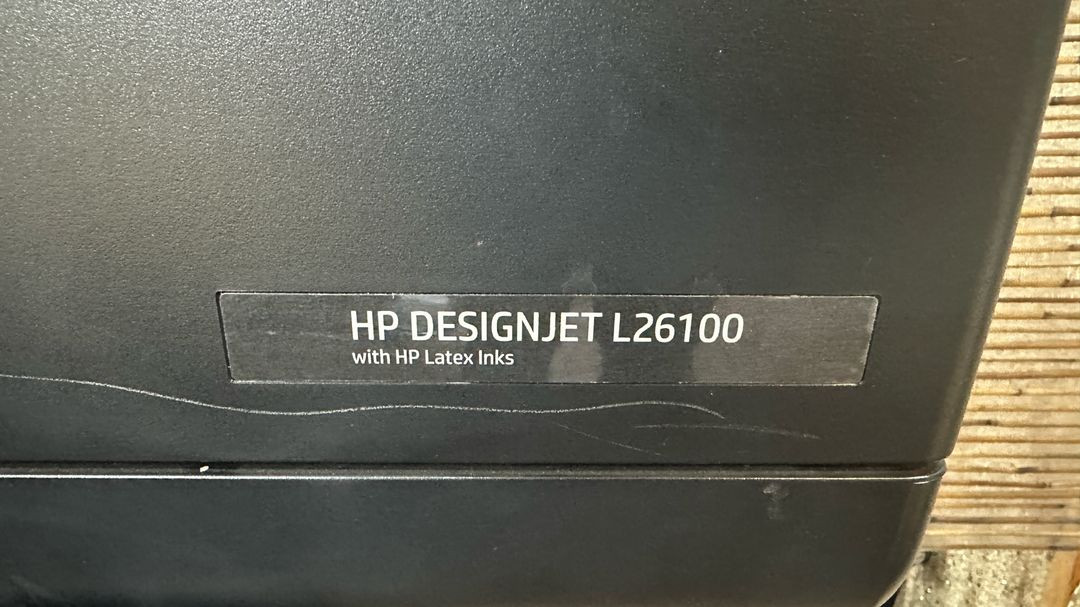 HP DESIGNJET L26100
with HP Latex Inks